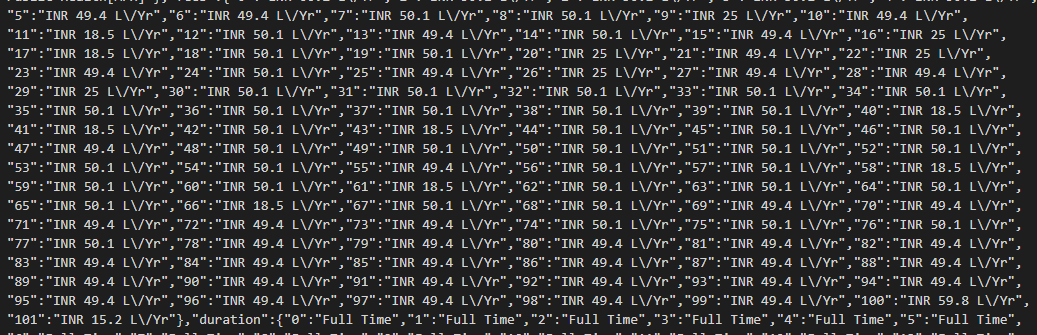 "5":"INR 49.4 L\/Yr","6":"INR 49.4 L\/Yr","7":"INR 50.1 L\/Yr","8":"INR 50.1 L\/Yr","9":"INR 25 L\/Yr","10":"INR 49.4 L\/Yr",
"11":"INR 18.5 L\/Yr","12":"INR 50.1 L\/Yr","13":"INR 49.4 L\/Yr","14":"INR 50.1 L\/Yr","15":"INR 49.4 L\/Yr","16":"INR 25 L\/Yr",
"17":"INR 18.5 L\/Yr","18":"INR 50.1 L\/Yr","19":"INR 50.1 L\/Yr","20":"INR 25 L\/Yr","21":"INR 49.4 L\/Yr","22":"INR 25 L\/Yr",
"23":"INR 49.4 L\/Yr","24":"INR 50.1 L\/Yr","25":"INR 49.4 L\/Yr","26":"INR 25 L\/Yr","27":"INR 49.4 L\/Yr","28":"INR 49.4 L\/Yr",
"29":"INR 25 L\/Yr","30":"INR 50.1 L\/Yr","31":"INR 50.1 L\/Yr","32":"INR 50.1 L\/Yr","33":"INR 50.1 L\/Yr","34":"INR 50.1 L\/Yr",
"35":"INR 50.1 L\/Yr","36":"INR 50.1 L\/Yr","37":"INR 50.1 L\/Yr","38":"INR 50.1 L\/Yr","39":"INR 50.1 L\/Yr","40":"INR 18.5 L\/Yr",
"41":"INR 18.5 L\/Yr","42":"INR 50.1 L\/Yr","43":"INR 18.5 L\/Yr","44":"INR 50.1 L\/Yr","45":"INR 50.1 L\/Yr","46":"INR 50.1 L\/Yr",
"47":"INR 49.4 L\/Yr","48":"INR 50.1 L\/Yr","49":"INR 50.1 L\/Yr","50":"INR 50.1 L\/Yr","51":"INR 50.1 L\/Yr","52":"INR 50.1 L\/Yr",
"53":"INR 50.1 L\/Yr","54":"INR 50.1 L\/Yr","55":"INR 49.4 L\/Yr","56":"INR 50.1 L\/Yr","57":"INR 50.1 L\/Yr","58":"INR 18.5 L\/Yr",
"59":"INR 50.1 L\/Yr","60":"INR 50.1 L\/Yr","61":"INR 18.5 L\/Yr","62":"INR 50.1 L\/Yr","63":"INR 50.1 L\/Yr","64":"INR 50.1 L\/Yr",
"65":"INR 50.1 L\/Yr","66":"INR 18.5 L\/Yr","67":"INR 50.1 L\/Yr","68":"INR 50.1 L\/Yr","69":"INR 49.4 L\/Yr","70":"INR 49.4 L\/Yr",
"71":"INR 49.4 L\/Yr","72":"INR 49.4 L\/Yr","73":"INR 49.4 L\/Yr","74":"INR 50.1 L\/Yr","75":"INR 50.1 L\/Yr","76":"INR 50.1 L\/Yr",
"77":"INR 50.1 L\/Yr","78":"INR 49.4 L\/Yr","79":"INR 49.4 L\/Yr","80":"INR 49.4 L\/Yr","81":"INR 49.4 L\/Yr","82":"INR 49.4 L\/Yr",
"83":"INR 49.4 L\/Yr","84":"INR 49.4 L\/Yr","85":"INR 49.4 L\/Yr","86":"INR 49.4 L\/Yr","87":"INR 49.4 L\/Yr","88":"INR 49.4 L\/Yr",
"89":"INR 49.4 L\/Yr","90":"INR 49.4 L\/Yr","91":"INR 49.4 L\/Yr","92":"INR 49.4 L\/Yr","93":"INR 49.4 L\/Yr","94":"INR 49.4 L\/Yr",
"95":"INR 49.4 L\/Yr","96":"INR 49.4 L\/Yr","97":"INR 49.4 L\/Yr","98":"INR 49.4 L\/Yr","99":"INR 49.4 L\/Yr","100":"INR 59.8 L\/Yr",
"101":"INR 15.2 L\/Yr"},"duration":{"0":"Full Time","1":"Full Time","2":"Full Time","3":"Full Time","4":"Full Time","5":"Full Time",